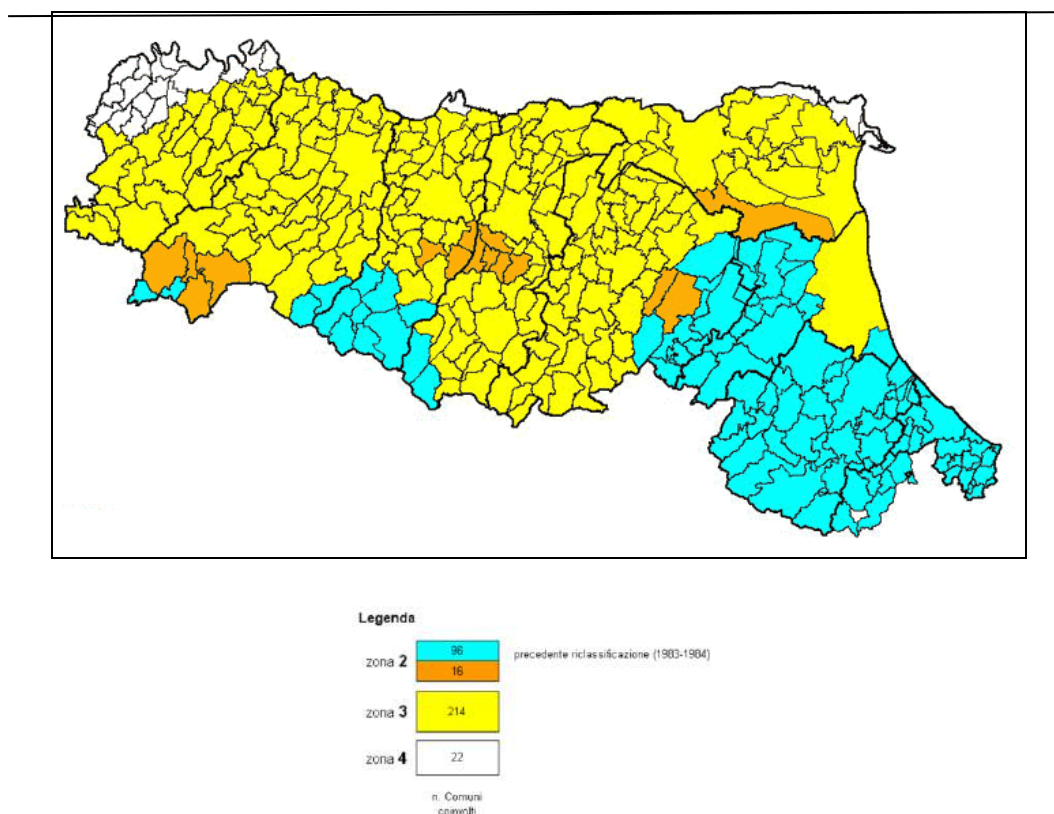 Legenda
zona 2
96
precedente riclassificazione (1983-1984)
16
zona 3
214
zona 4
22
n. Comuni
coinvolti